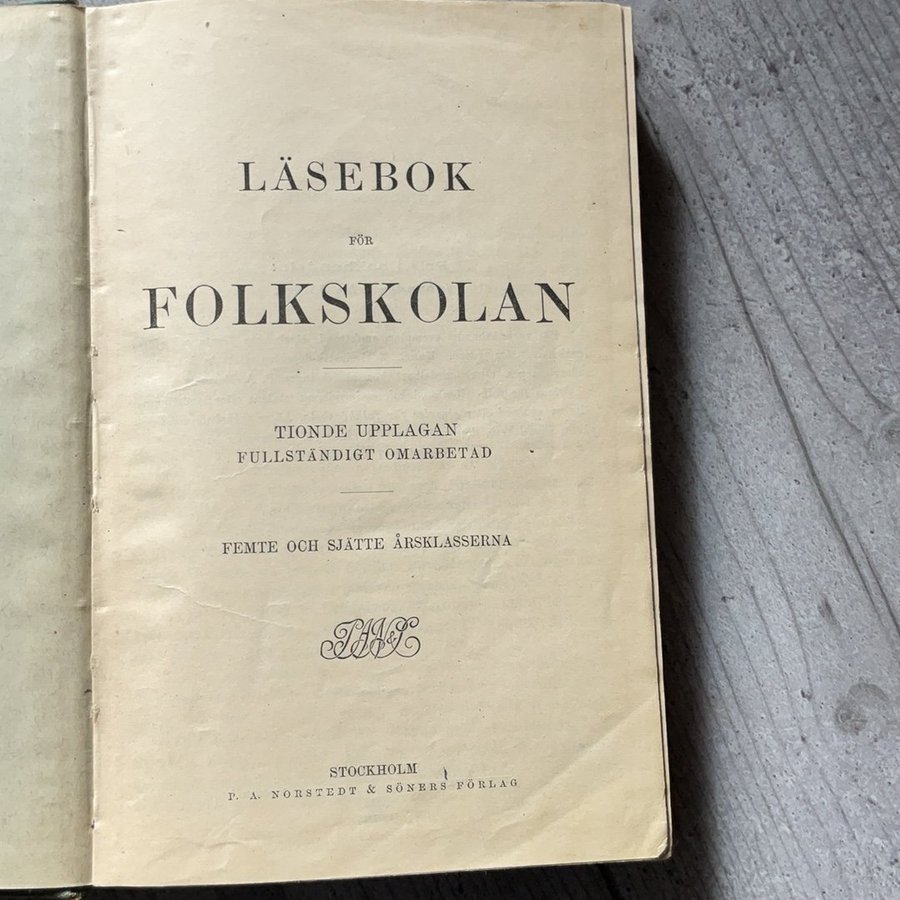 LÄSEBOK
FÖR
FOLKSKOLAN
TIONDE UPPLAGAN
FULLSTÄNDIGT OMARBETAD
FEMTE OCH SJÄTTE ÅRSKLASSERNA
P.A.N.&S.
STOCKHOLM
P. A. NORSTEDT & SÖNERS FÖRLAG